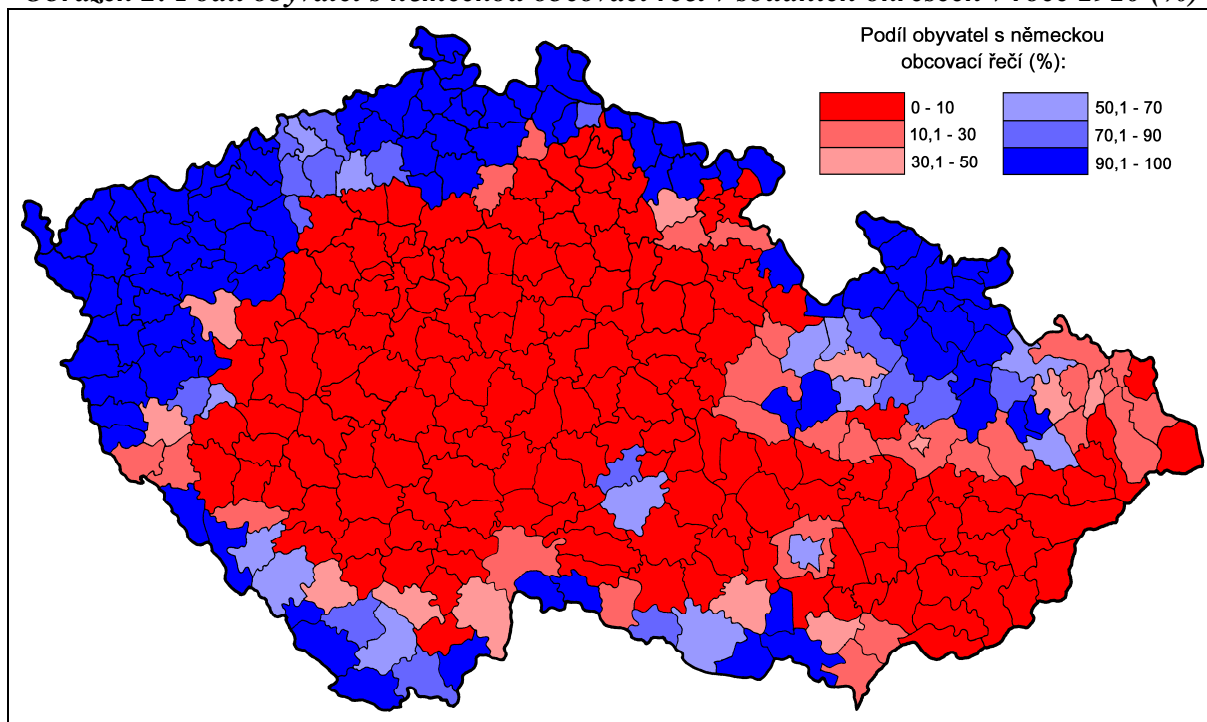 Podíl obyvatel s německou
obcovací řečí (%):
0 - 10
10,1 - 30
30,1 - 50
50,1 - 70
70,1 - 90
90,1 - 100